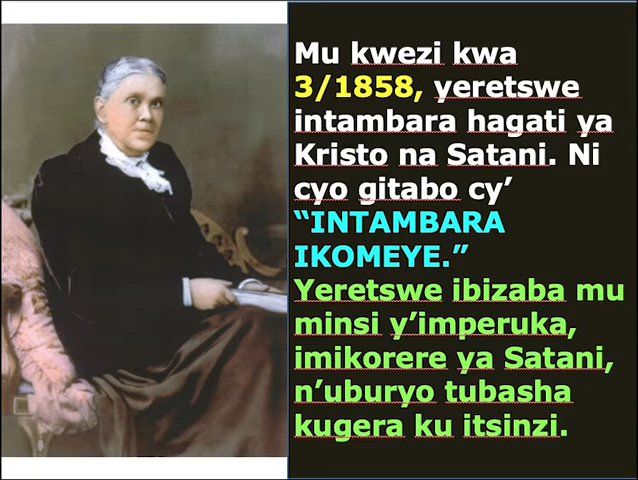 Mu kwezi kwa
3/1858, yeretswe
intambara hagati ya
Kristo na Satani. Ni
cyo gitabo cy’
“INTAMBARA
IKOMEYE.”
Yeretswe ibizaba mu
minsi y’imperuka,
imikorere ya Satani,
n’uburyo tubasha
kugera ku itsinzi.